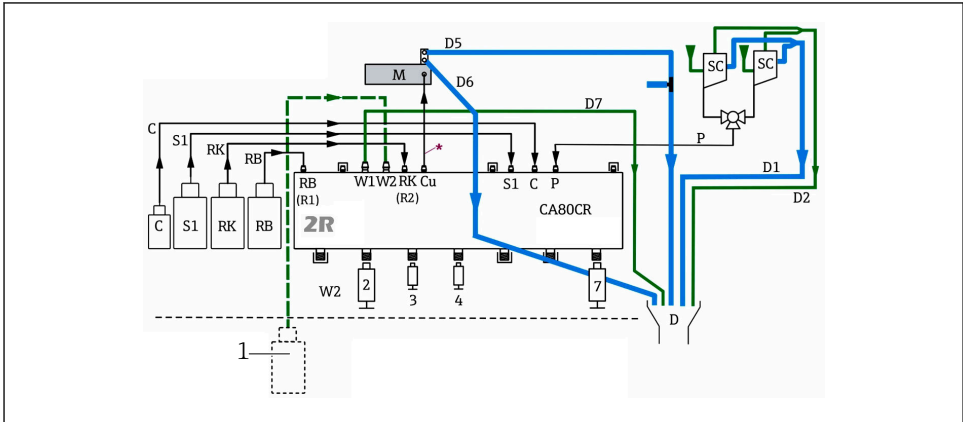 D5
SC
SC
M
D6
D7
C
S1
P
RK
*
RB
D1
RB
W1
W2
RK
Cu
S1
C
P
(R1)
(R2)
D2
CA80CR
C
S1
RK
RB
2R
W2
2
3
4
7
D
1